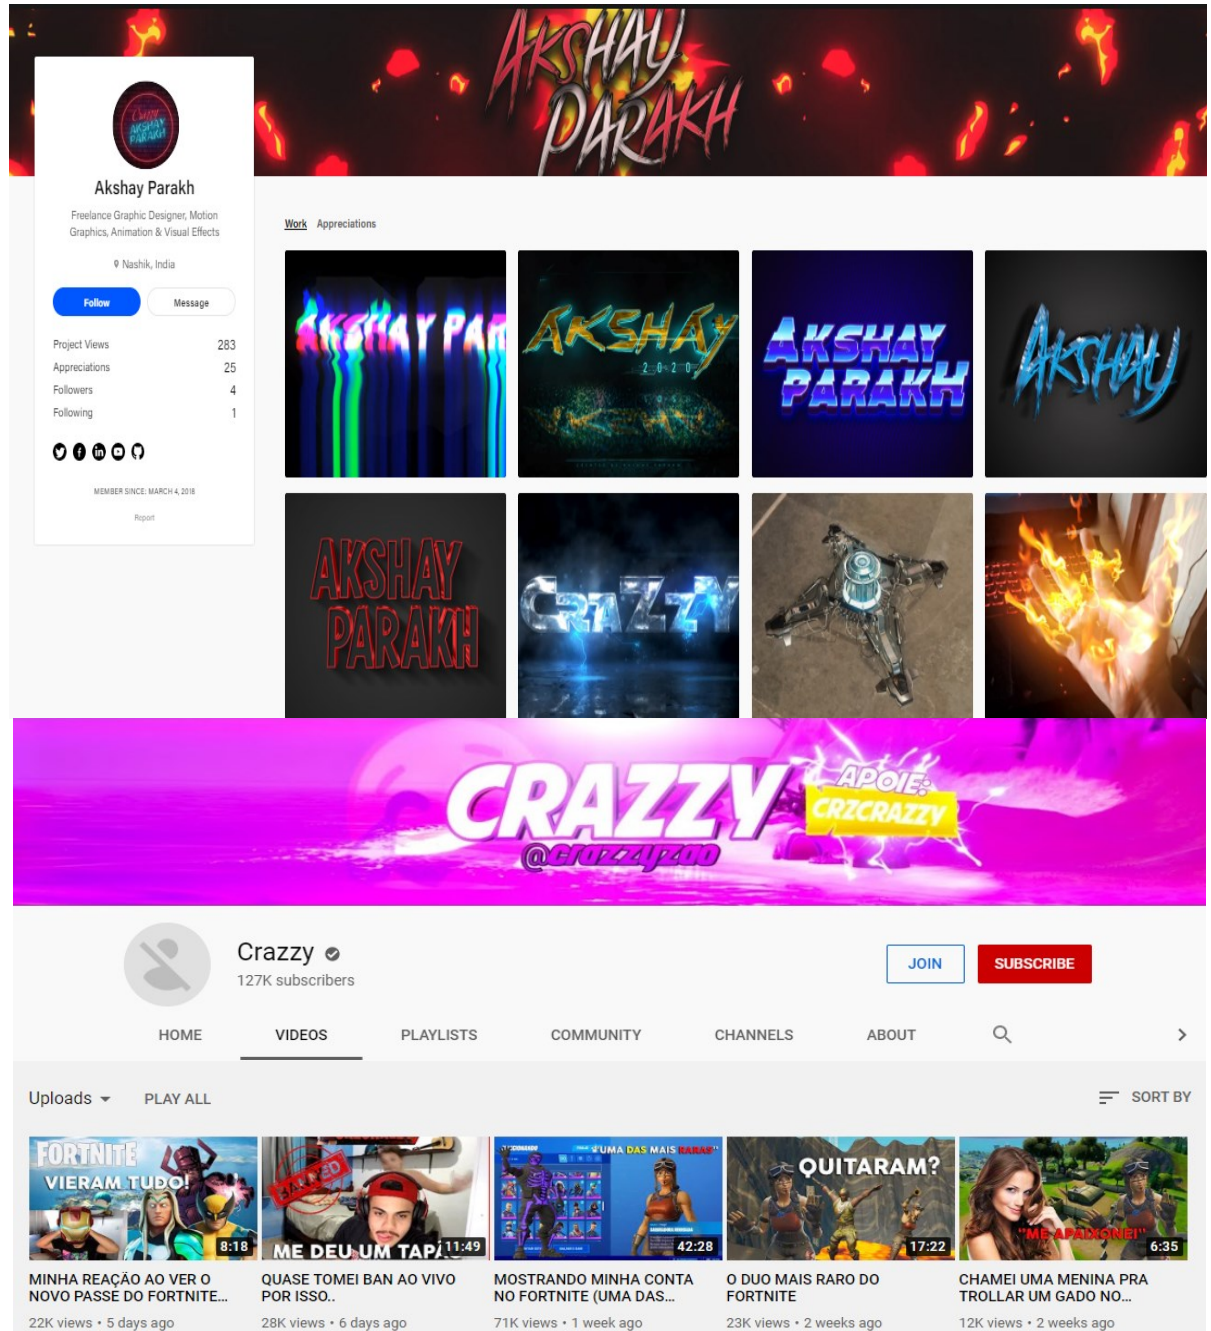 AKSHAY
PARAKH
Crazzy
AKSHAY
PARAKH
Akshay Parakh
Freelance Graphic Designer, Motion
Graphics, Animation & Visual Effects
Nashik, India
Follow Message
Project Views 283
Appreciations 25
Followers 4
Following 1
MEMBER SINCE: MARCH 4, 2018
Report
Work Appreciations
AKSHAY PAR
AKSHAY
2020
AKSHAY
PARAKH
AKSHAY
AKSHAY
PARAKH
CRAZZY
CRAZZY
@crazzyzao
APOIE:
CRZCRAZZY
Crazzy
127K subscribers
JOIN SUBSCRIBE
HOME VIDEOS PLAYLISTS COMMUNITY CHANNELS ABOUT
Uploads PLAY ALL SORT BY
FORTNITE
VIERAM TUDO!
8:18
MINHA REAÇÃO AO VER O
NOVO PASSE DO FORTNITE...
22K views • 5 days ago
BANNED
ME DEU UM TAPA
11:49
QUASE TOMEI BAN AO VIVO
POR ISSO..
28K views • 6 days ago
"UMA DAS MAIS RARAS"
42:28
MOSTRANDO MINHA CONTA
NO FORTNITE (UMA DAS...
71K views • 1 week ago
QUITARAM?
17:22
O DUO MAIS RARO DO
FORTNITE
23K views • 2 weeks ago
"ME APAIXONEI"
6:35
CHAMEI UMA MENINA PRA
TROLLAR UM GADO NO...
12K views • 2 weeks ago